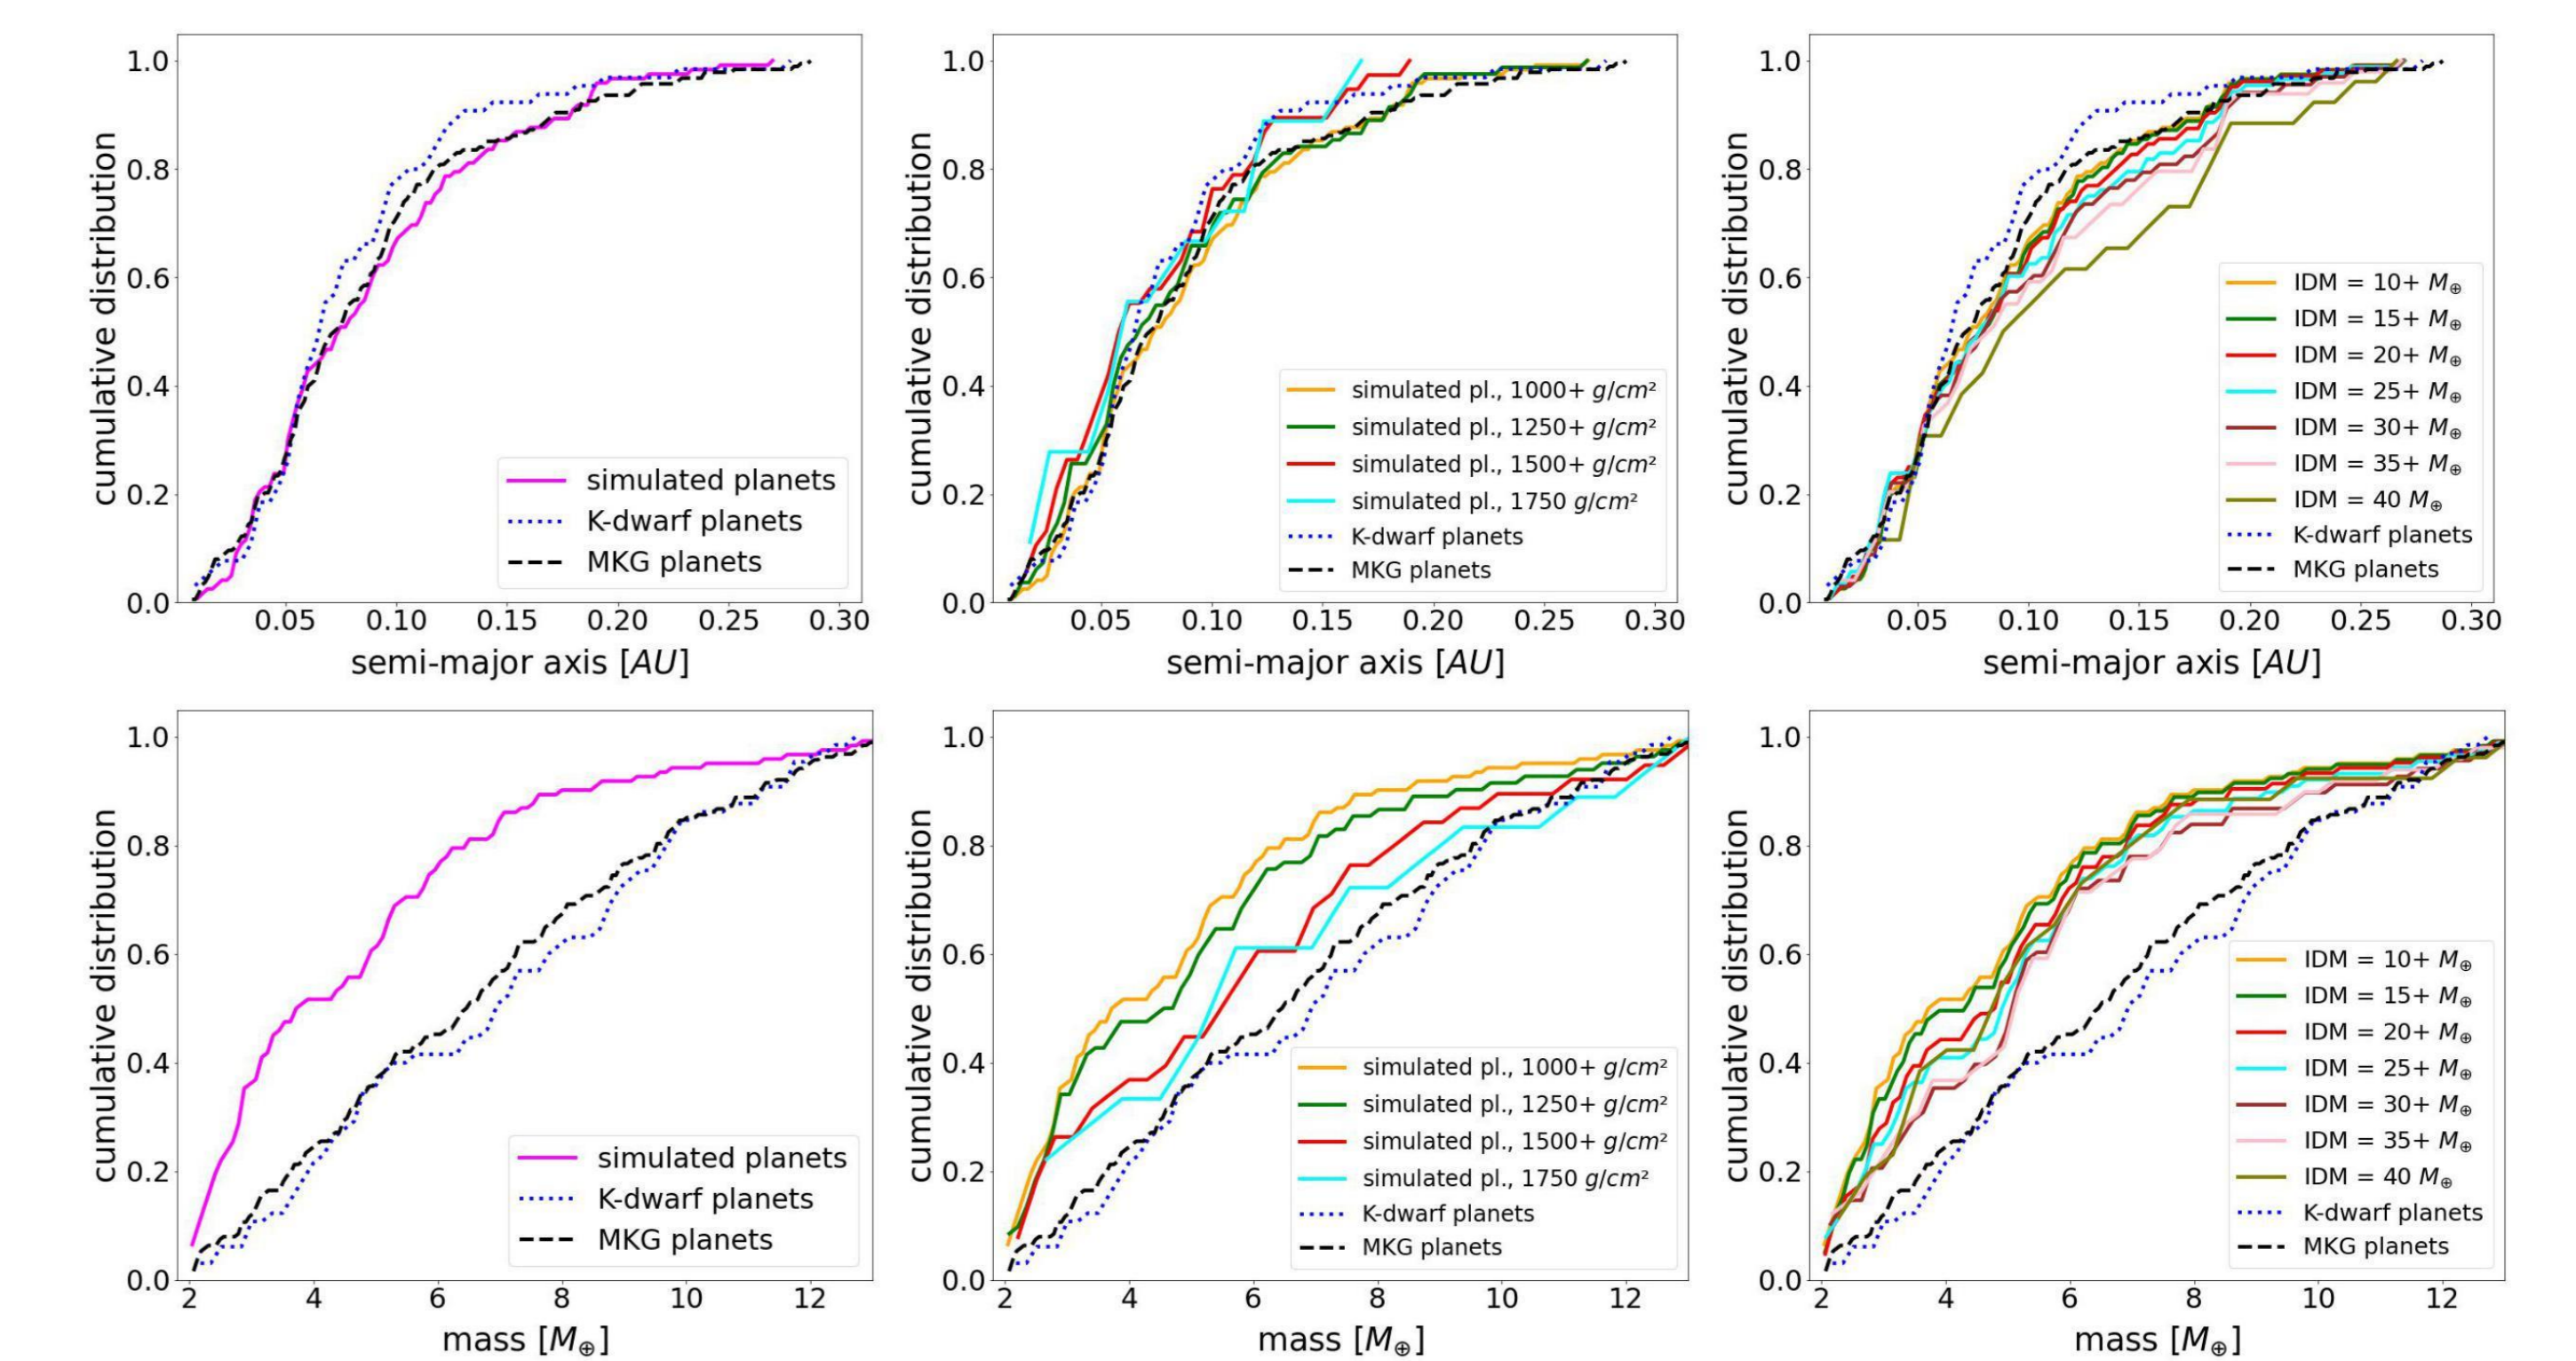 cumulative distribution
1.0
0.8
0.6
0.4
0.2
0.0
simulated planets
K-dwarf planets
MKG planets
0.05 0.10 0.15 0.20 0.25 0.30
semi-major axis [AU]
cumulative distribution
1.0
0.8
0.6
0.4
0.2
0.0
simulated pl., 1000+ g/cm²
simulated pl., 1250+ g/cm²
simulated pl., 1500+ g/cm²
simulated pl., 1750 g/cm²
K-dwarf planets
MKG planets
0.05 0.10 0.15 0.20 0.25 0.30
semi-major axis [AU]
cumulative distribution
1.0
0.8
0.6
0.4
0.2
0.0
IDM = 10+ M⊕
IDM = 15+ M⊕
IDM = 20+ M⊕
IDM = 25+ M⊕
IDM = 30+ M⊕
IDM = 35+ M⊕
IDM = 40 M⊕
K-dwarf planets
MKG planets
0.05 0.10 0.15 0.20 0.25 0.30
semi-major axis [AU]
cumulative distribution
1.0
0.8
0.6
0.4
0.2
0.0
simulated planets
K-dwarf planets
MKG planets
2 4 6 8 10 12
mass [M⊕]
cumulative distribution
1.0
0.8
0.6
0.4
0.2
0.0
simulated pl., 1000+ g/cm²
simulated pl., 1250+ g/cm²
simulated pl., 1500+ g/cm²
simulated pl., 1750 g/cm²
K-dwarf planets
MKG planets
2 4 6 8 10 12
mass [M⊕]
cumulative distribution
1.0
0.8
0.6
0.4
0.2
0.0
IDM = 10+ M⊕
IDM = 15+ M⊕
IDM = 20+ M⊕
IDM = 25+ M⊕
IDM = 30+ M⊕
IDM = 35+ M⊕
IDM = 40 M⊕
K-dwarf planets
MKG planets
2 4 6 8 10 12
mass [M⊕]